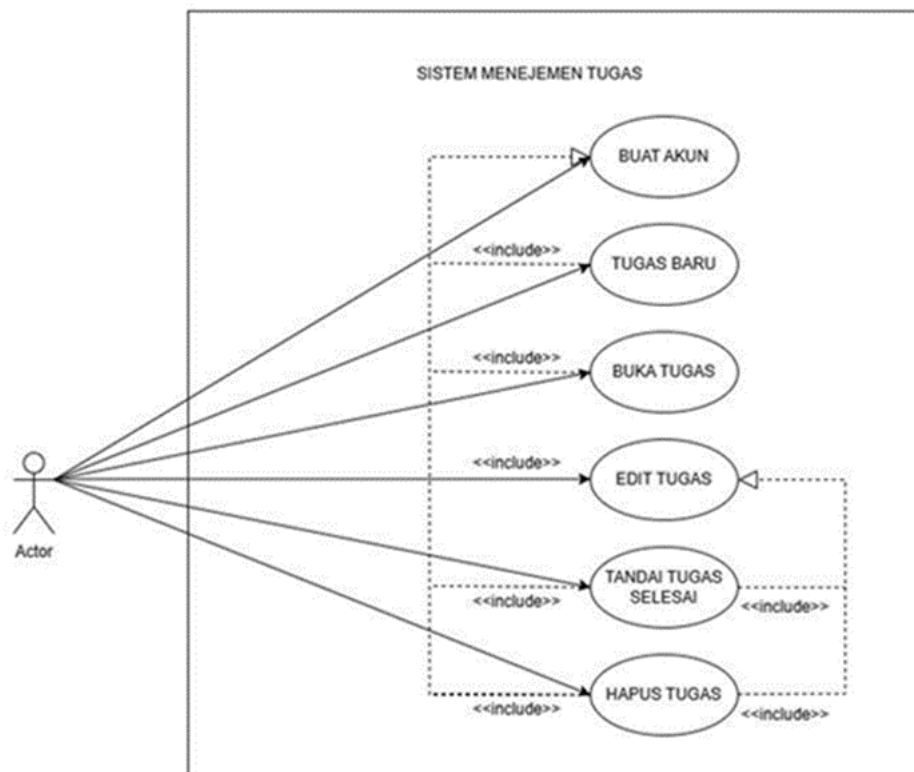 SISTEM MENEJEMEN TUGAS
BUAT AKUN
<<include>>
TUGAS BARU
<<include>>
BUKA TUGAS
<<include>>
EDIT TUGAS
Actor
TANDAI TUGAS
SELESAI
<<include>>
<<include>>
HAPUS TUGAS
<<include>>
<<include>>